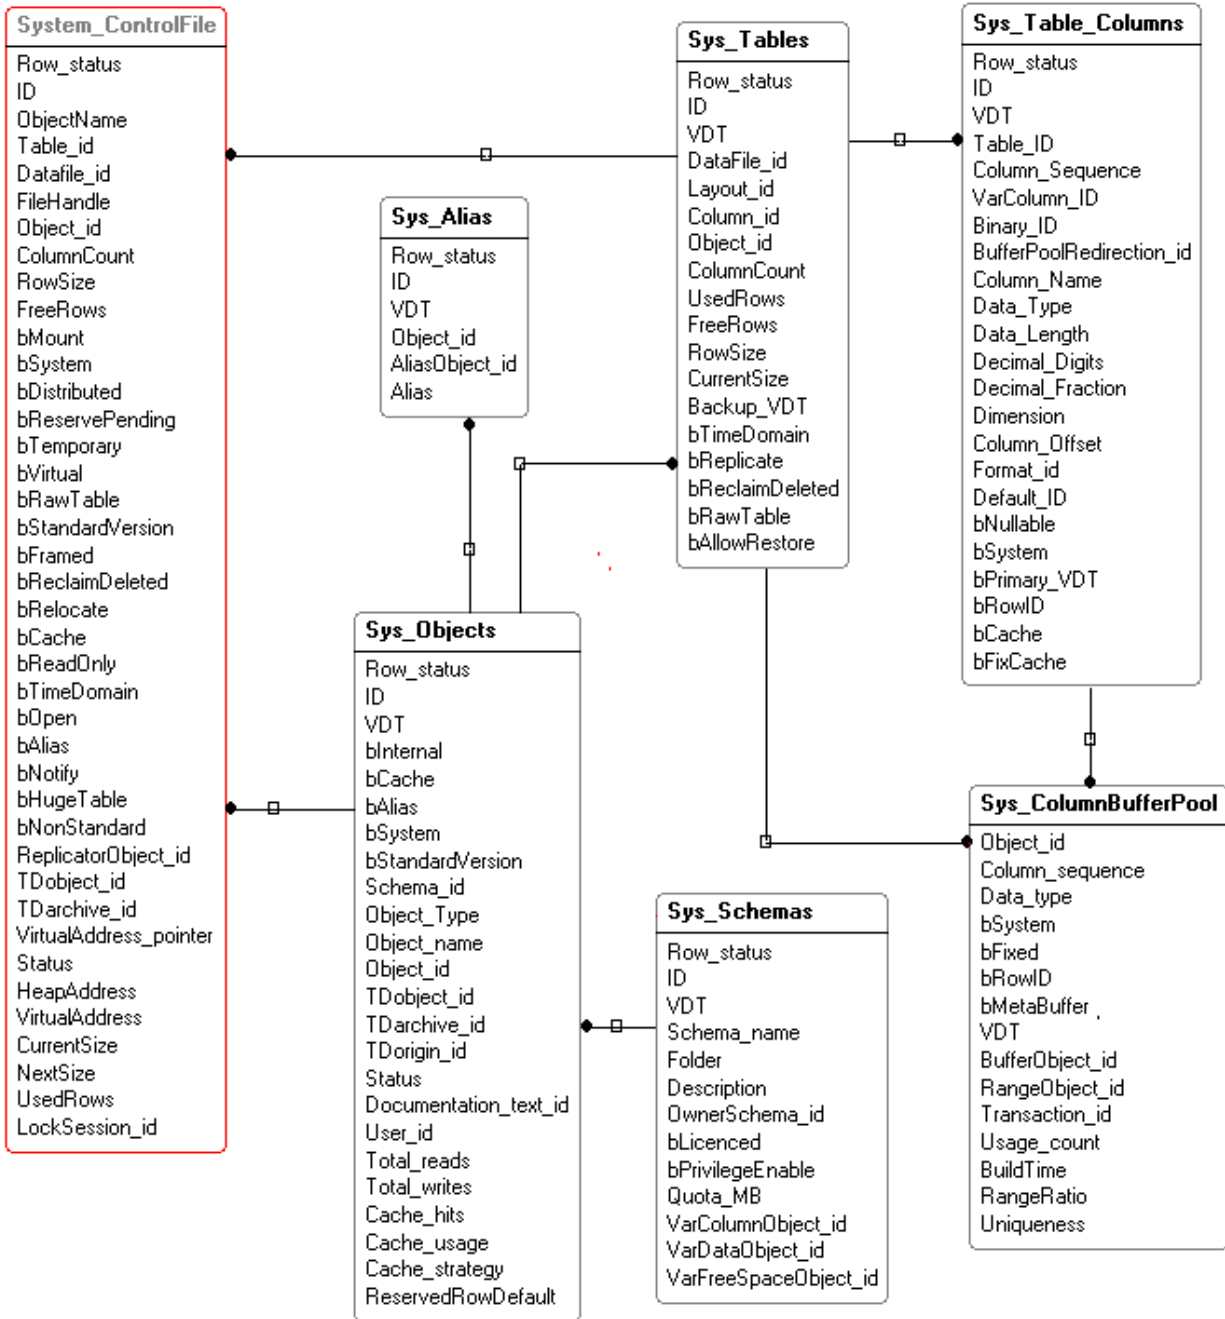 System_ControlFile
Row_status
ID
ObjectName
Table_id
Datafile_id
FileHandle
Object_id
ColumnCount
RowSize
FreeRows
bMount
bSystem
bDistributed
bReservePending
bTemporary
bVirtual
bRawTable
bStandardVersion
bFramed
bReclaimDeleted
bRelocate
bCache
bReadOnly
bTimeDomain
bOpen
bAlias
bNotify
bHugeTable
bNonStandard
ReplicatorObject_id
TDobject_id
TDarchive_id
VirtualAddress_pointer
Status
HeapAddress
VirtualAddress
CurrentSize
NextSize
UsedRows
LockSession_id
Sys_Alias
Row_status
ID
VDT
Object_id
AliasObject_id
Alias
Sys_Objects
Row_status
ID
VDT
bInternal
bCache
bAlias
bSystem
bStandardVersion
Schema_id
Object_Type
Object_name
Object_id
TDobject_id
TDarchive_id
TDorigin_id
Status
Documentation_text_id
User_id
Total_reads
Total_writes
Cache_hits
Cache_usage
Cache_strategy
ReservedRowDefault
Sys_Tables
Row_status
ID
VDT
DataFile_id
Layout_id
Column_id
Object_id
ColumnCount
UsedRows
FreeRows
RowSize
CurrentSize
Backup_VDT
bTimeDomain
bReplicate
bReclaimDeleted
bRawTable
bAllowRestore
Sys_Schemas
Row_status
ID
VDT
Schema_name
Folder
Description
OwnerSchema_id
bLicenced
bPrivilegeEnable
Quota_MB
VarColumnObject_id
VarDataObject_id
VarFreeSpaceObject_id
Sys_Table_Columns
Row_status
ID
VDT
Table_ID
Column_Sequence
VarColumn_ID
Binary_ID
BufferPoolRedirection_id
Column_Name
Data_Type
Data_Length
Decimal_Digits
Decimal_Fraction
Dimension
Column_Offset
Format_id
Default_ID
bNullable
bSystem
bPrimary_VDT
bRowID
bCache
bFixCache
Sys_ColumnBufferPool
Object_id
Column_sequence
Data_type
bSystem
bFixed
bRowID
bMetaBuffer
VDT
BufferObject_id
RangeObject_id
Transaction_id
Usage_count
BuildTime
RangeRatio
Uniqueness